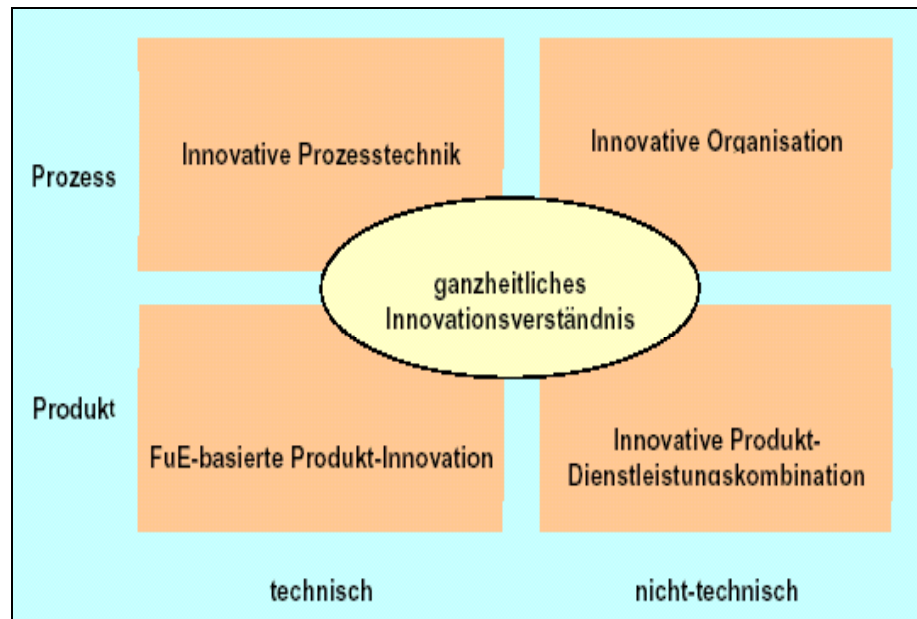 Innovative Prozesstechnik
Innovative Organisation
Prozess
ganzheitliches
Innovationsverständnis
Produkt
FuE-basierte Produkt-Innovation
Innovative Produkt-
Dienstleistungskombination
technisch
nicht-technisch